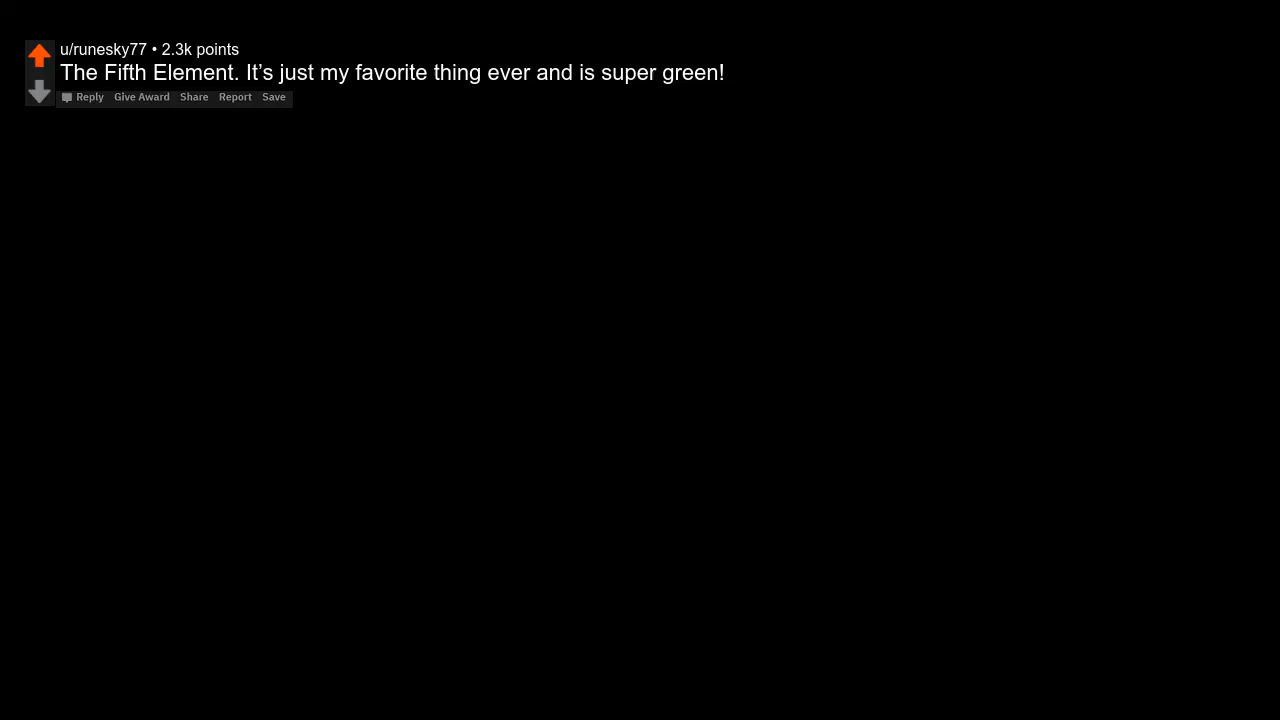 u/runesky77 • 2.3k points
The Fifth Element. It’s just my favorite thing ever and is super green!
Reply Give Award Share Report Save